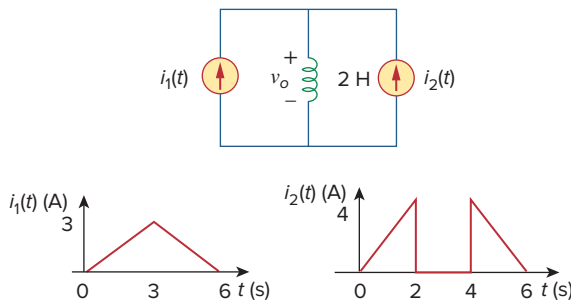 +
i₁(t) vₒ 2 H i₂(t)
–
i₁(t) (A)
3
0 3 6 t (s)
i₂(t) (A)
4
0 2 4 6 t (s)